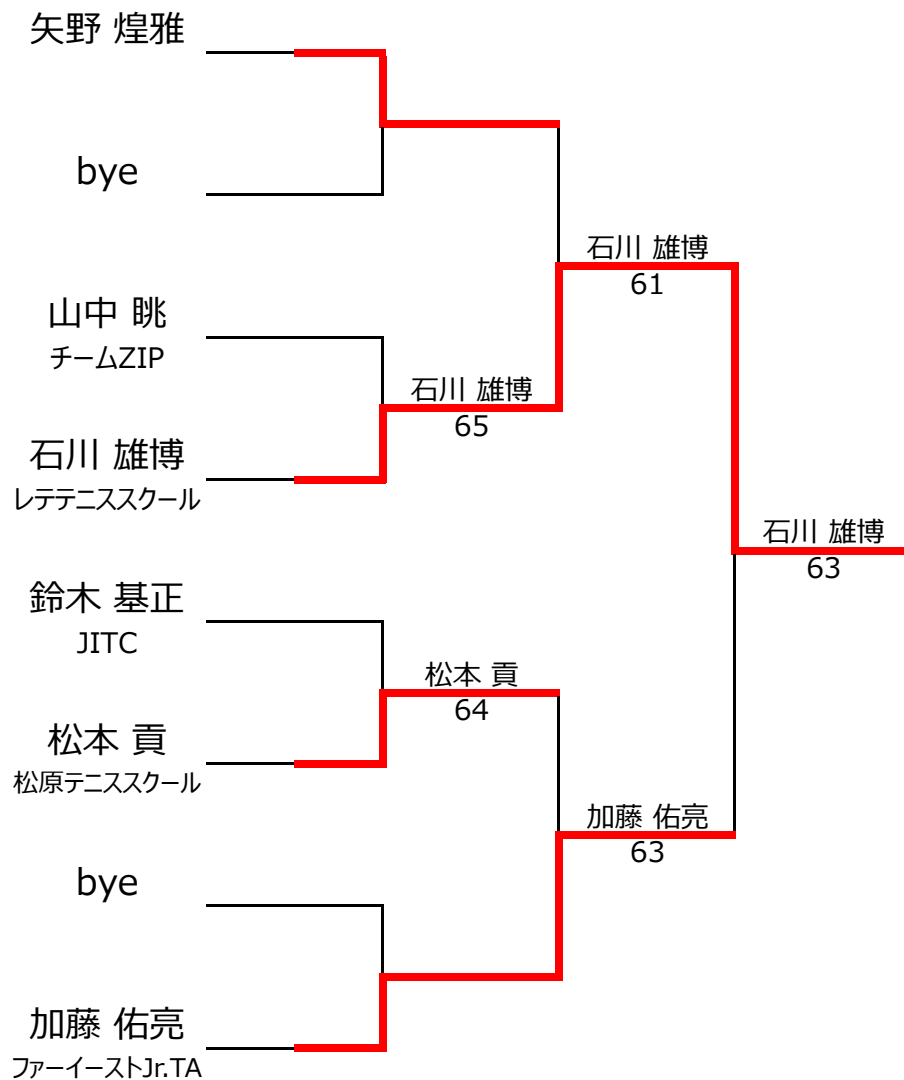 矢野 煌雅
bye
山中 眺
チームZIP
石川 雄博
レテテニススクール
鈴木 基正
JITC
松本 貢
松原テニススクール
bye
加藤 佑亮
ファーイーストJr.TA
石川 雄博
65
松本 貢
64
石川 雄博
61
加藤 佑亮
63
石川 雄博
63